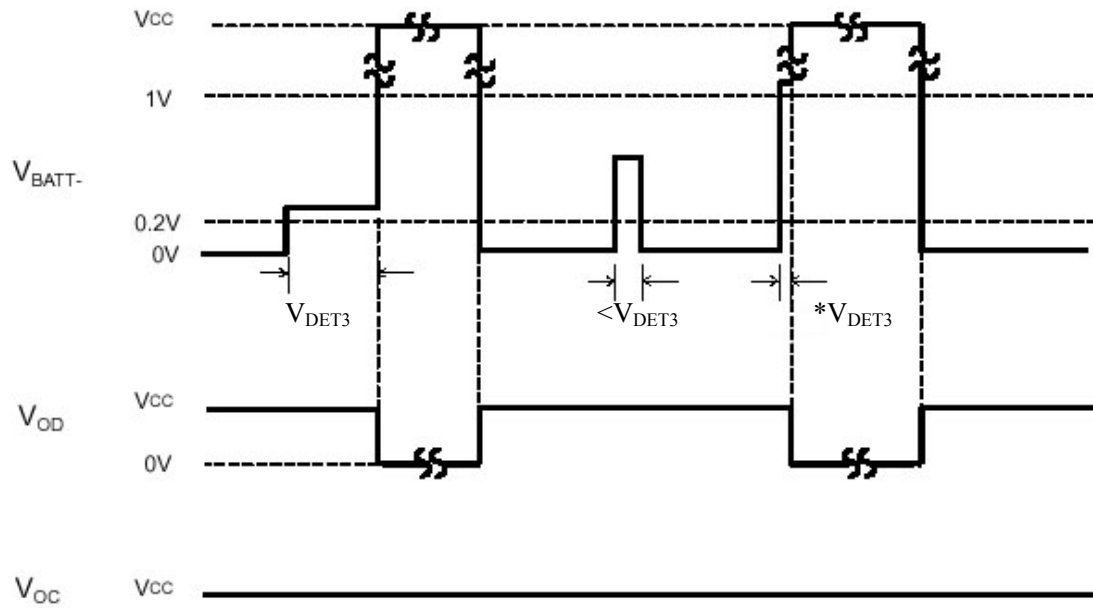 Vcc
1V
VBATT-
0.2V
0V
VDET3
<VDET3
*VDET3
Vcc
VOD
0V
VOC
Vcc